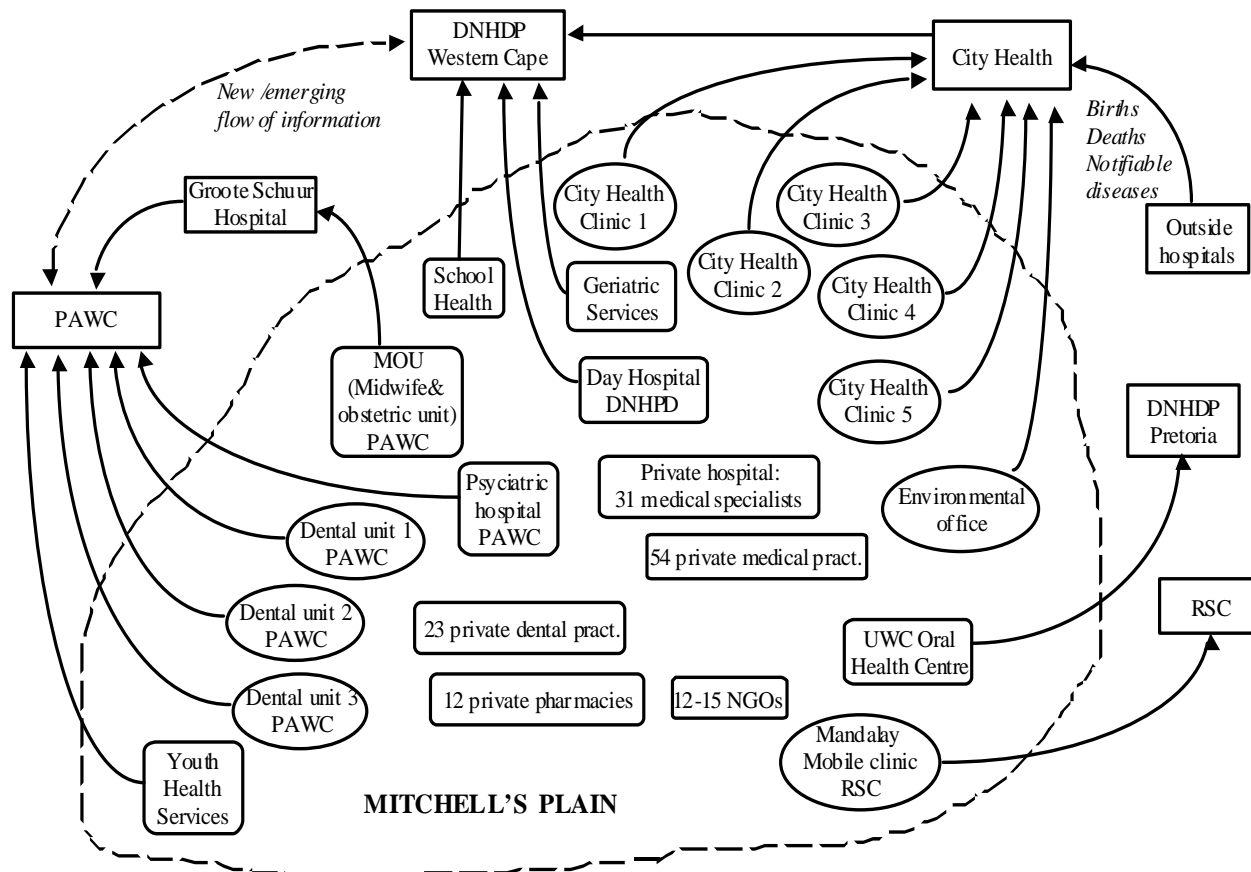 DNHDP
Western Cape
City Health
New /emerging
flow of information
Births
Deaths
Notifiable
diseases
Groote Schuur
Hospital
City Health
Clinic 1
City Health
Clinic 3
City Health
Clinic 2
Outside
hospitals
School
Health
Geriatric
Services
City Health
Clinic 4
PAWC
MOU
(Midwife&
obstetric unit)
PAWC
Day Hospital
DNHPD
City Health
Clinic 5
DNHDP
Pretoria
Psyciatric
hospital
PAWC
Private hospital:
31 medical specialists
Environmental
office
Dental unit 1
PAWC
54 private medical pract.
Dental unit 2
PAWC
23 private dental pract.
UWC Oral
Health Centre
RSC
Dental unit 3
PAWC
12 private pharmacies
12-15 NGOs
Mandalay
Mobile clinic
RSC
Youth
Health
Services
MITCHELL'S PLAIN